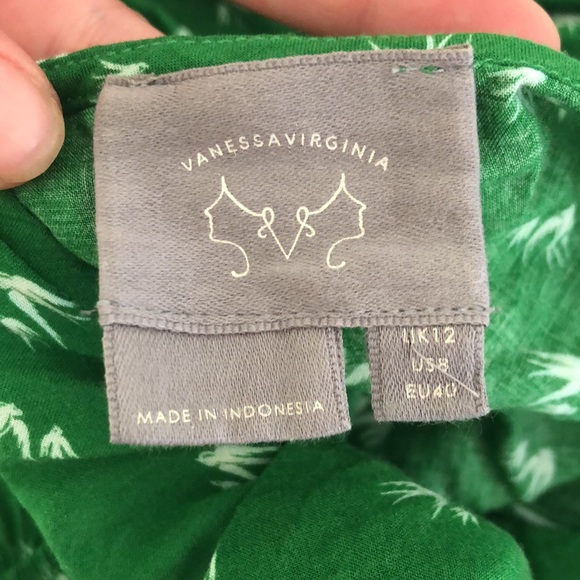 VANESSAVIRGINIA
MADE IN INDONESIA
UK12
US8
EU40